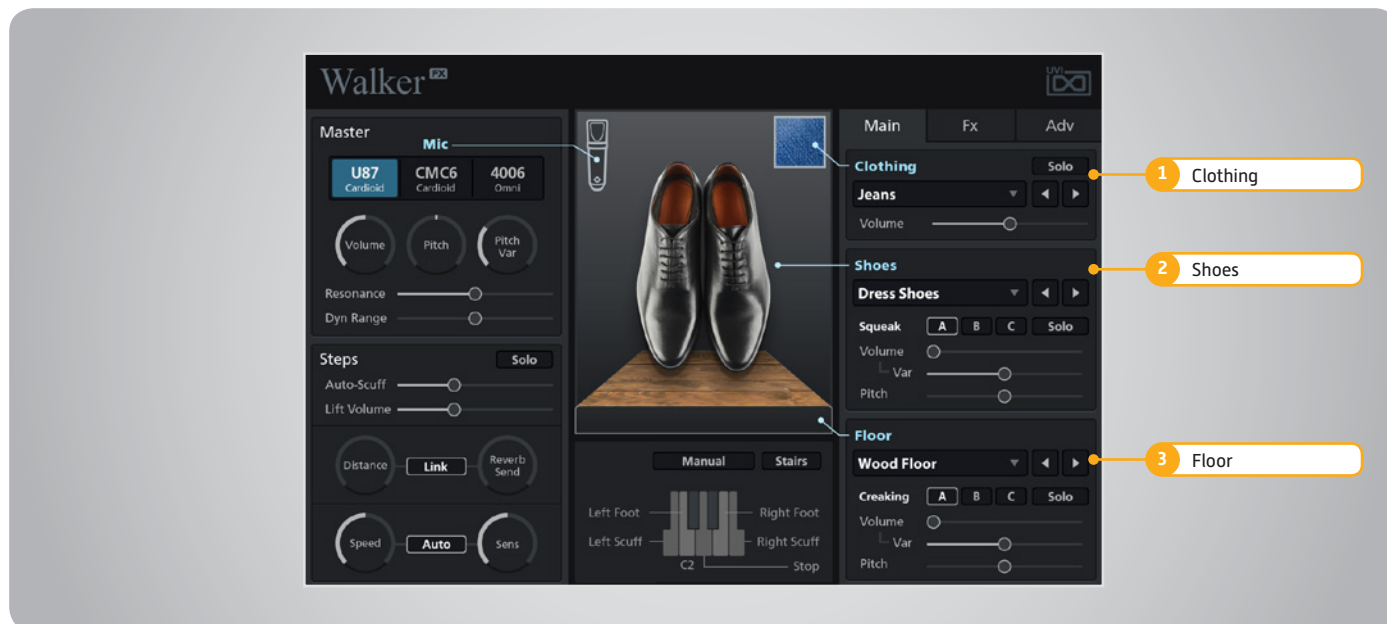 Walker FX
UVI
Master
Mic
U87
Cardioid
CMC6
Cardioid
4006
Omni
Volume
Pitch
Pitch
Var
Resonance
Dyn Range
Steps
Solo
Auto-Scuff
Lift Volume
Distance
Link
Reverb
Send
Speed
Auto
Sens
Manual
Stairs
Left Foot
Right Foot
Left Scuff
Right Scuff
C2
Stop
Main
Fx
Adv
Clothing
Solo
Jeans
Volume
Shoes
Dress Shoes
Squeak
A
B
C
Solo
Volume
Var
Pitch
Floor
Wood Floor
Creaking
A
B
C
Solo
Volume
Var
Pitch
1 Clothing
2 Shoes
3 Floor